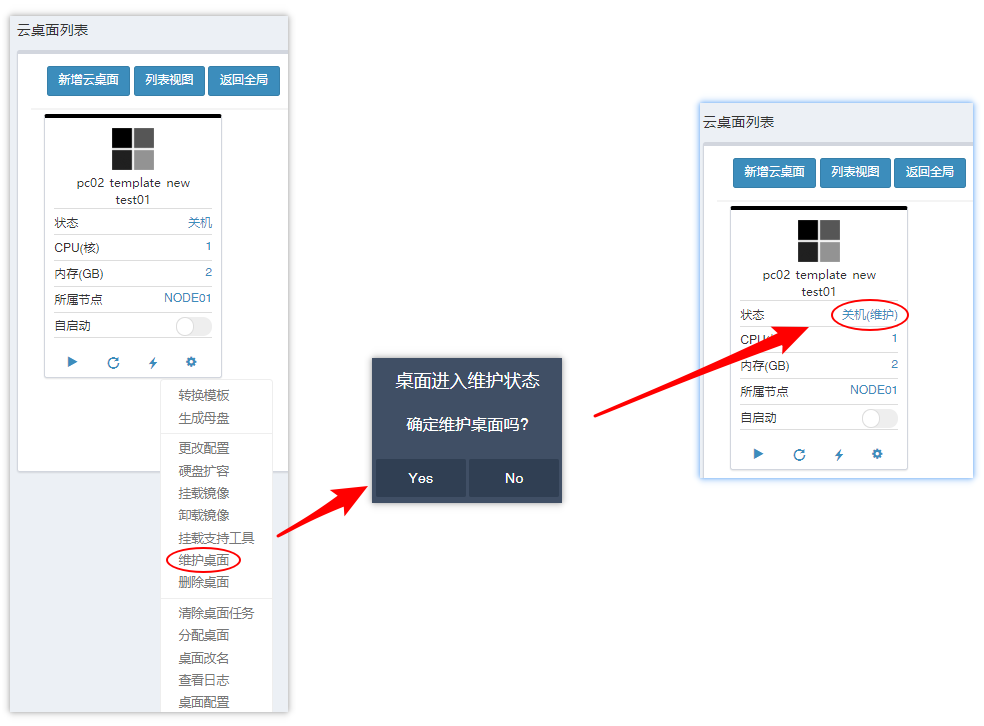 云桌面列表
新增云桌面 列表视图 返回全局
pc02_template_new
test01
状态 关机
CPU(核) 1
内存(GB) 2
所属节点 NODE01
自启动
转换模板
生成母盘
更改配置
硬盘扩容
挂载镜像
卸载镜像
挂载支持工具
维护桌面
删除桌面
清除桌面任务
分配桌面
桌面改名
查看日志
桌面配置
桌面进入维护状态
确定维护桌面吗?
Yes No
云桌面列表
新增云桌面 列表视图 返回全局
pc02_template_new
test01
状态 关机(维护)
1
内存(GB) 2
所属节点 NODE01
自启动